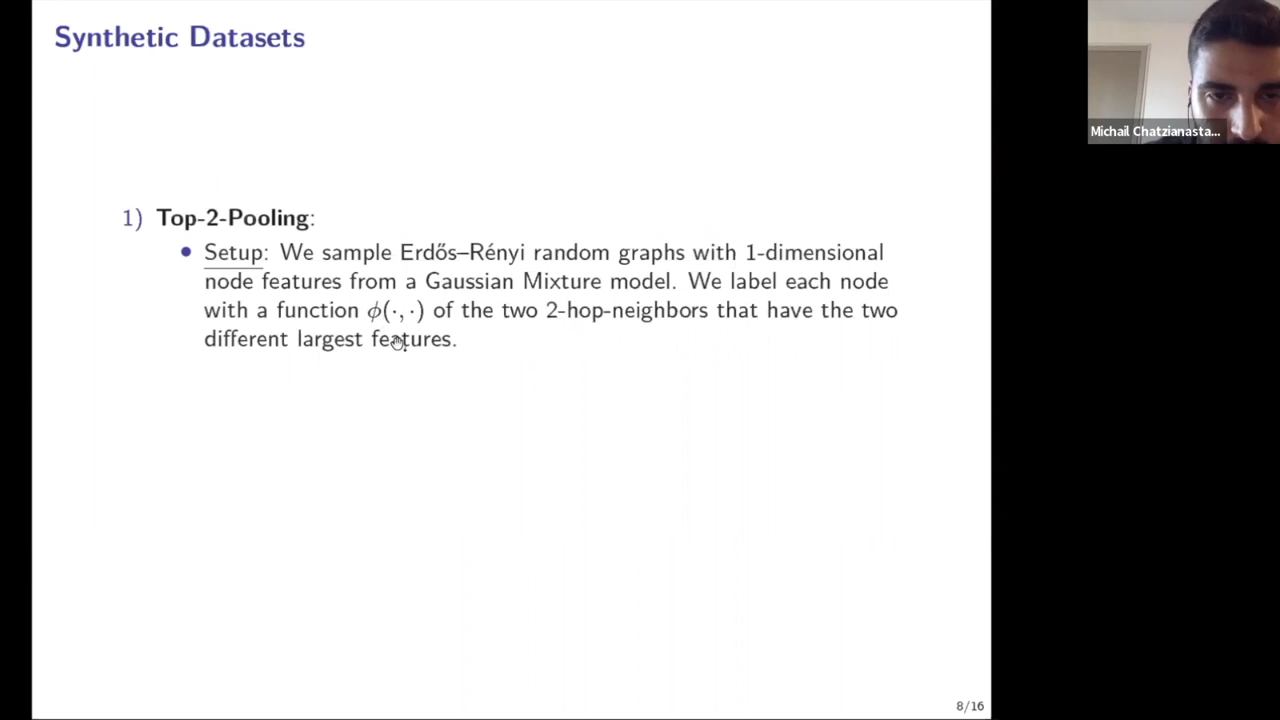 Synthetic Datasets
Michail Chatzianasta...
1) Top-2-Pooling:
• Setup: We sample Erdős–Rényi random graphs with 1-dimensional
node features from a Gaussian Mixture model. We label each node
with a function ϕ(·, ·) of the two 2-hop-neighbors that have the two
different largest features.
8/16